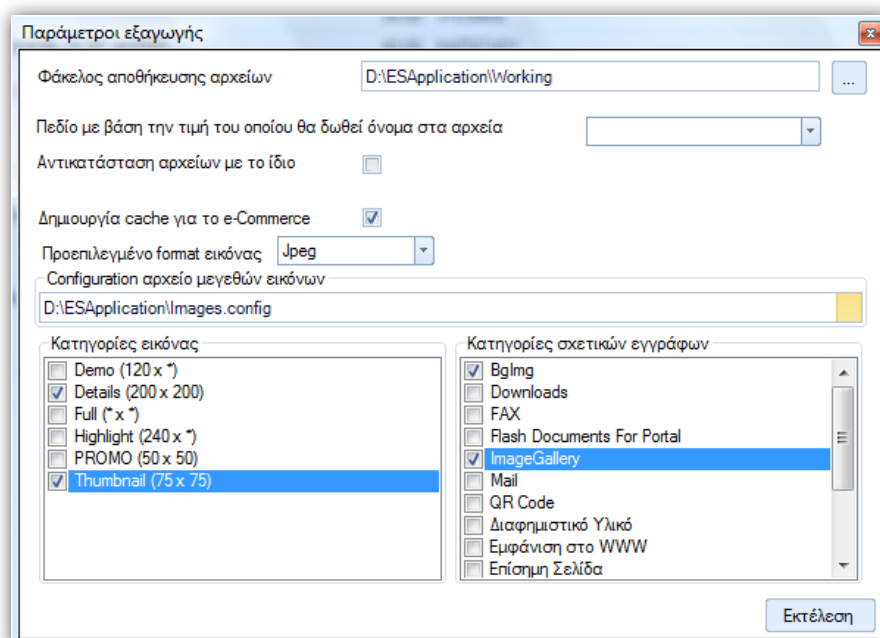 Παράμετροι εξαγωγής
Φάκελος αποθήκευσης αρχείων D:\ESApplication\Working ...
Πεδίο με βάση την τιμή του οποίου θα δωθεί όνομα στα αρχεία
Αντικατάσταση αρχείων με το ίδιο
Δημιουργία cache για το e-Commerce
Προεπιλεγμένο format εικόνας Jpeg
Configuration αρχείο μεγεθών εικόνων
D:\ESApplication\Images.config
Κατηγορίες εικόνας
Demo (120 x *)
Details (200 x 200)
Full (* x *)
Highlight (240 x *)
PROMO (50 x 50)
Thumbnail (75 x 75)
Κατηγορίες σχετικών εγγράφων
BgImg
Downloads
FAX
Flash Documents For Portal
ImageGallery
Mail
QR Code
Διαφημιστικό Υλικό
Εμφάνιση στο WWW
Επίσημη Σελίδα
Εκτέλεση